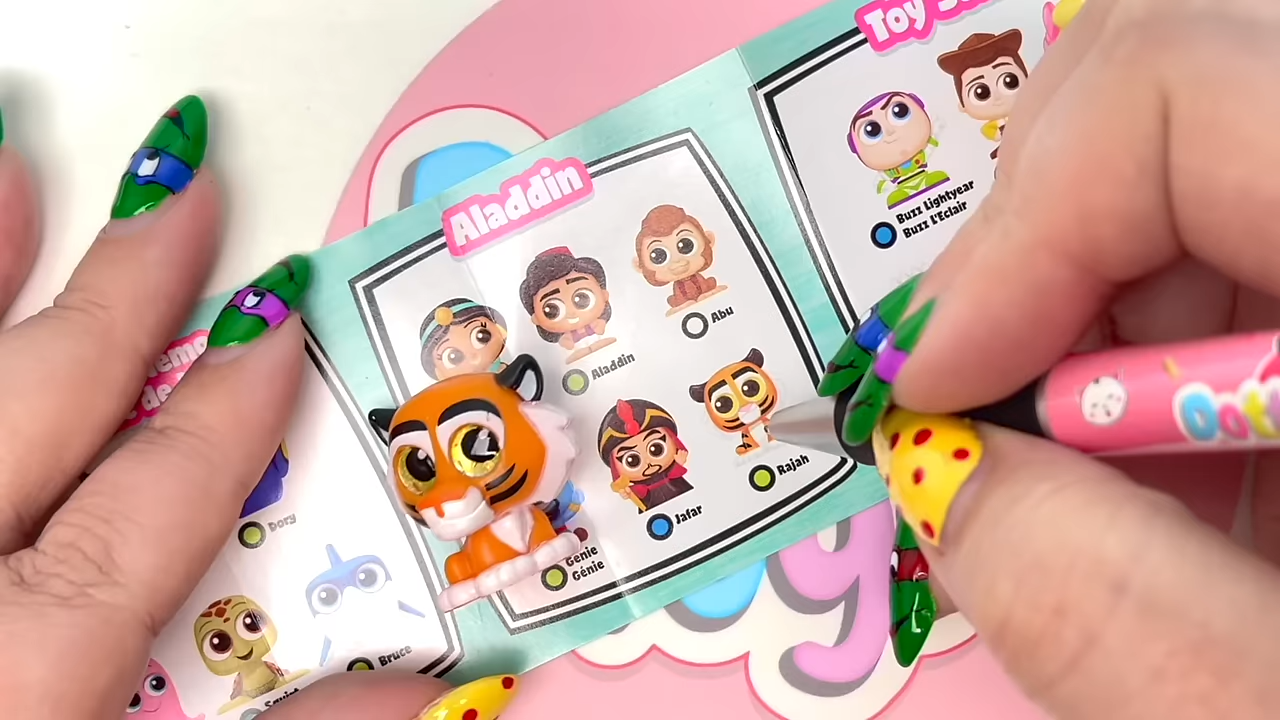 Aladdin
Aladdin
Abu
Jafar
Rajah
Genie
Génie
Buzz Lightyear
Buzz L'Eclair
Toy
Dory
Bruce